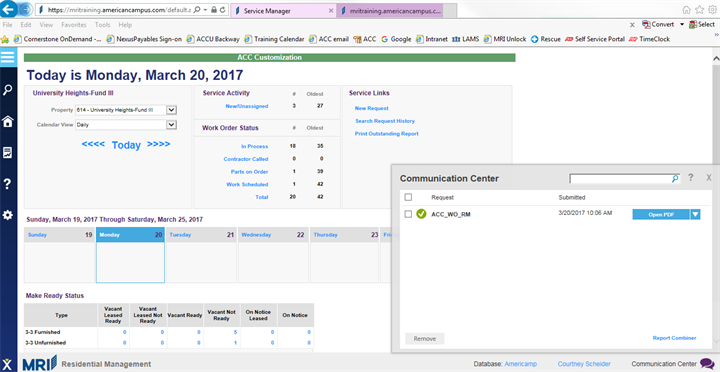 https://mritraining.americancampus.com/default.a
Service Manager
mritraining.americancampus.com
File Edit View Favorites Tools Help
Convert Select
Cornerstone OnDemand - ... NexusPayables Sign-on ACCU Backway Training Calendar ACC email ACC Google Intranet LAMS MRI Unlock Rescue Self Service Portal TimeClock
ACC Customization
Today is Monday, March 20, 2017
University Heights-Fund III
Property 614 - University Heights-Fund III
Calendar View Daily
<<<< Today >>>>
Service Activity # Oldest
New/Unassigned 3 27
Work Order Status # Oldest
In Process 18 35
Contractor Called 0 0
Parts on Order 1 39
Work Scheduled 1 42
Total 20 42
Service Links
New Request
Search Request History
Print Outstanding Report
Communication Center ? X
Request Submitted
ACC_WO_RM 3/20/2017 10:06 AM Open PDF
Remove Report Combiner
Sunday, March 19, 2017 Through Saturday, March 25, 2017
Sunday 19 Monday 20 Tuesday 21 Wednesday 22 Thursday 23
Make Ready Status
Type Vacant Leased Ready Vacant Leased Not Ready Vacant Ready Vacant Not Ready On Notice Leased On Notice
3-3 Furnished 0 0 0 5 0 0
3-3 Unfurnished 0 0 0 1 0 0
MRI Residential Management Database: Americamp Courtney Scheider Communication Center